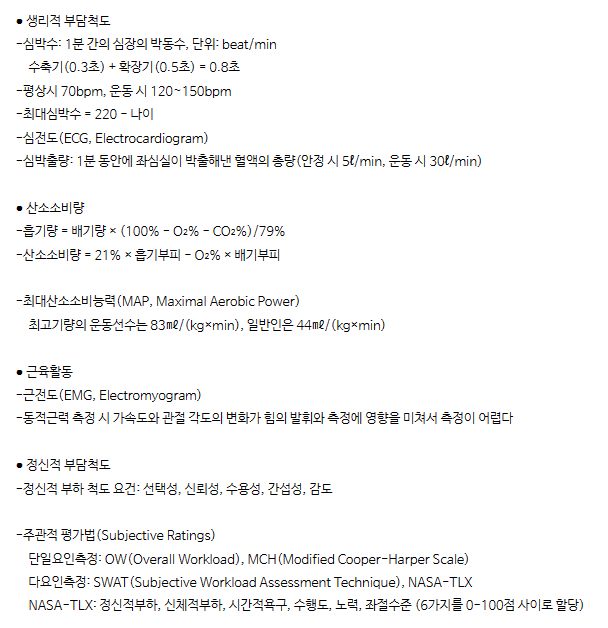 ● 생리적 부담척도
-심박수: 1분 간의 심장의 박동수, 단위: beat/min
수축기(0.3초) + 확장기(0.5초) = 0.8초
-평상시 70bpm, 운동 시 120~150bpm
-최대심박수 = 220 - 나이
-심전도(ECG, Electrocardiogram)
-심박출량: 1분 동안에 좌심실이 박출해낸 혈액의 총량(안정 시 5ℓ/min, 운동 시 30ℓ/min)
● 산소소비량
-흡기량 = 배기량 × (100% - O₂% - CO₂%)/79%
-산소소비량 = 21% × 흡기부피 - O₂% × 배기부피
-최대산소소비능력(MAP, Maximal Aerobic Power)
최고기량의 운동선수는 83㎖/(kg×min), 일반인은 44㎖/(kg×min)
● 근육활동
-근전도(EMG, Electromyogram)
-동적근력 측정 시 가속도와 관절 각도의 변화가 힘의 발휘와 측정에 영향을 미쳐서 측정이 어렵다
● 정신적 부담척도
-정신적 부하 척도 요건: 선택성, 신뢰성, 수용성, 간섭성, 감도
-주관적 평가법(Subjective Ratings)
단일요인측정: OW(Overall Workload), MCH(Modified Cooper-Harper Scale)
다요인측정: SWAT(Subjective Workload Assessment Technique), NASA-TLX
NASA-TLX: 정신적부하, 신체적부하, 시간적욕구, 수행도, 노력, 좌절수준 (6가지를 0-100점 사이로 할당)